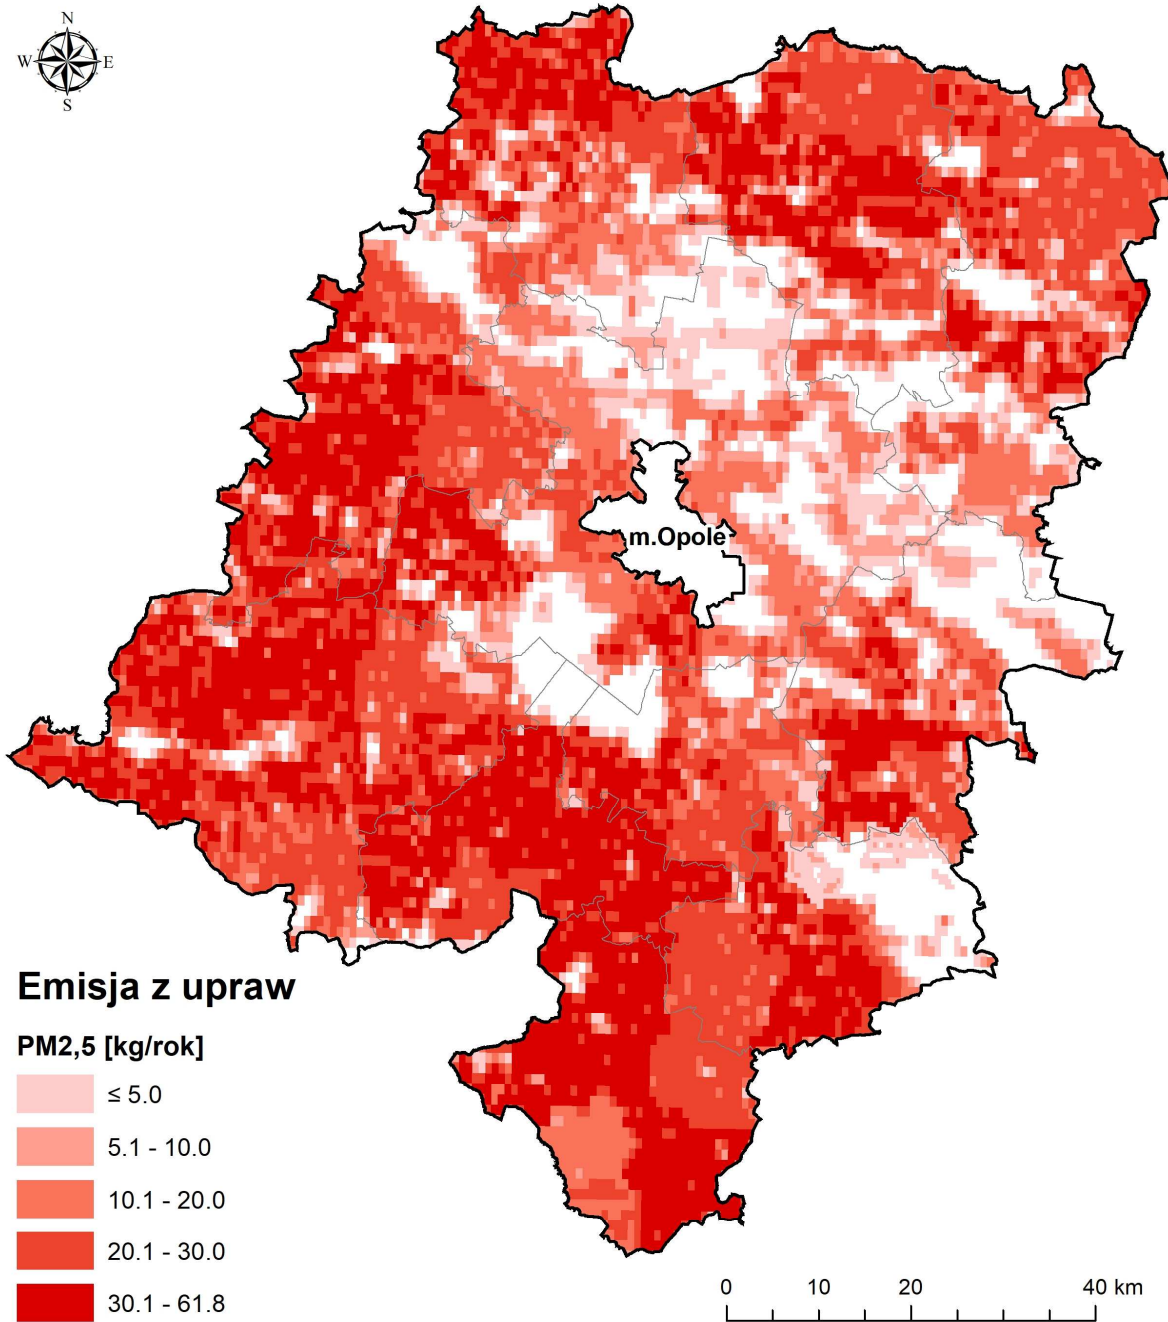 N
W E
S
m.Opole
Emisja z upraw
PM2,5 [kg/rok]
≤ 5.0
5.1 - 10.0
10.1 - 20.0
20.1 - 30.0
30.1 - 61.8
0 10 20 40 km